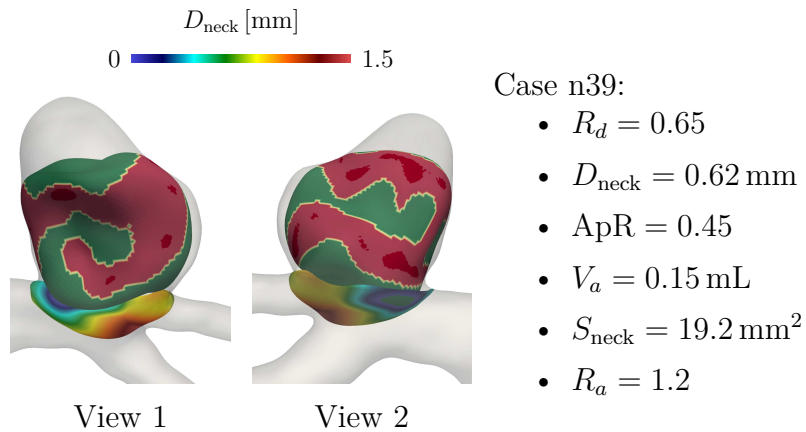 D_neck [mm]
0 1.5
Case n39:
• R_d = 0.65
• D_neck = 0.62 mm
• ApR = 0.45
• V_a = 0.15 mL
• S_neck = 19.2 mm²
• R_a = 1.2
View 1 View 2